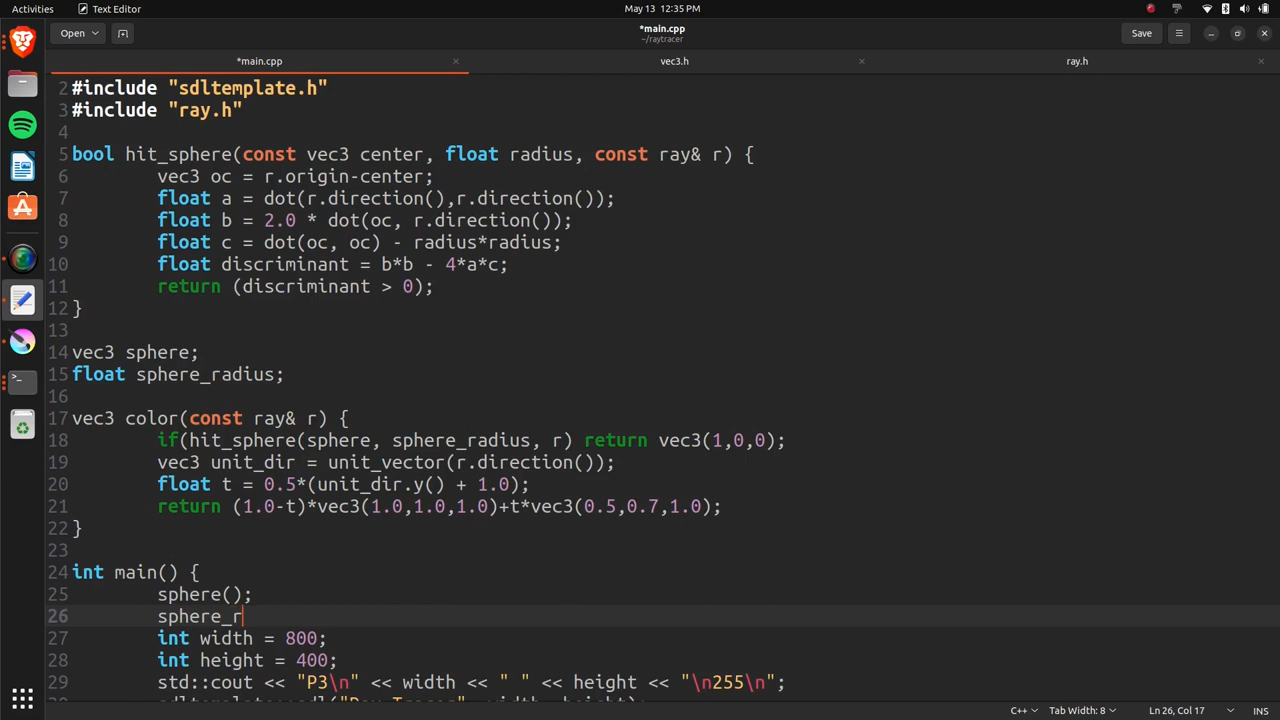 Activities Text Editor May 13 12:35 PM
Open *main.cpp Save
~/raytracer
*main.cpp vec3.h ray.h
2 #include "sdltemplate.h"
3 #include "ray.h"
4
5 bool hit_sphere(const vec3 center, float radius, const ray& r) {
6 vec3 oc = r.origin-center;
7 float a = dot(r.direction(),r.direction());
8 float b = 2.0 * dot(oc, r.direction());
9 float c = dot(oc, oc) - radius*radius;
10 float discriminant = b*b - 4*a*c;
11 return (discriminant > 0);
12 }
13
14 vec3 sphere;
15 float sphere_radius;
16
17 vec3 color(const ray& r) {
18 if(hit_sphere(sphere, sphere_radius, r) return vec3(1,0,0);
19 vec3 unit_dir = unit_vector(r.direction());
20 float t = 0.5*(unit_dir.y() + 1.0);
21 return (1.0-t)*vec3(1.0,1.0,1.0)+t*vec3(0.5,0.7,1.0);
22 }
23
24 int main() {
25 sphere();
26 sphere_r
27 int width = 800;
28 int height = 400;
29 std::cout << "P3\n" << width << " " << height << "\n255\n";
C++ Tab Width: 8 Ln 26, Col 17 INS